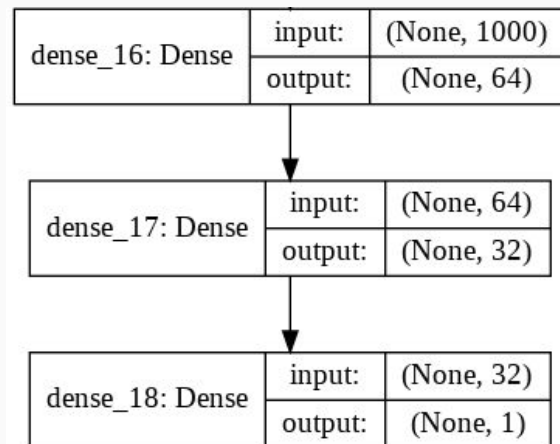 dense_16: Dense
input:
(None, 1000)
output:
(None, 64)
dense_17: Dense
input:
(None, 64)
output:
(None, 32)
dense_18: Dense
input:
(None, 32)
output:
(None, 1)